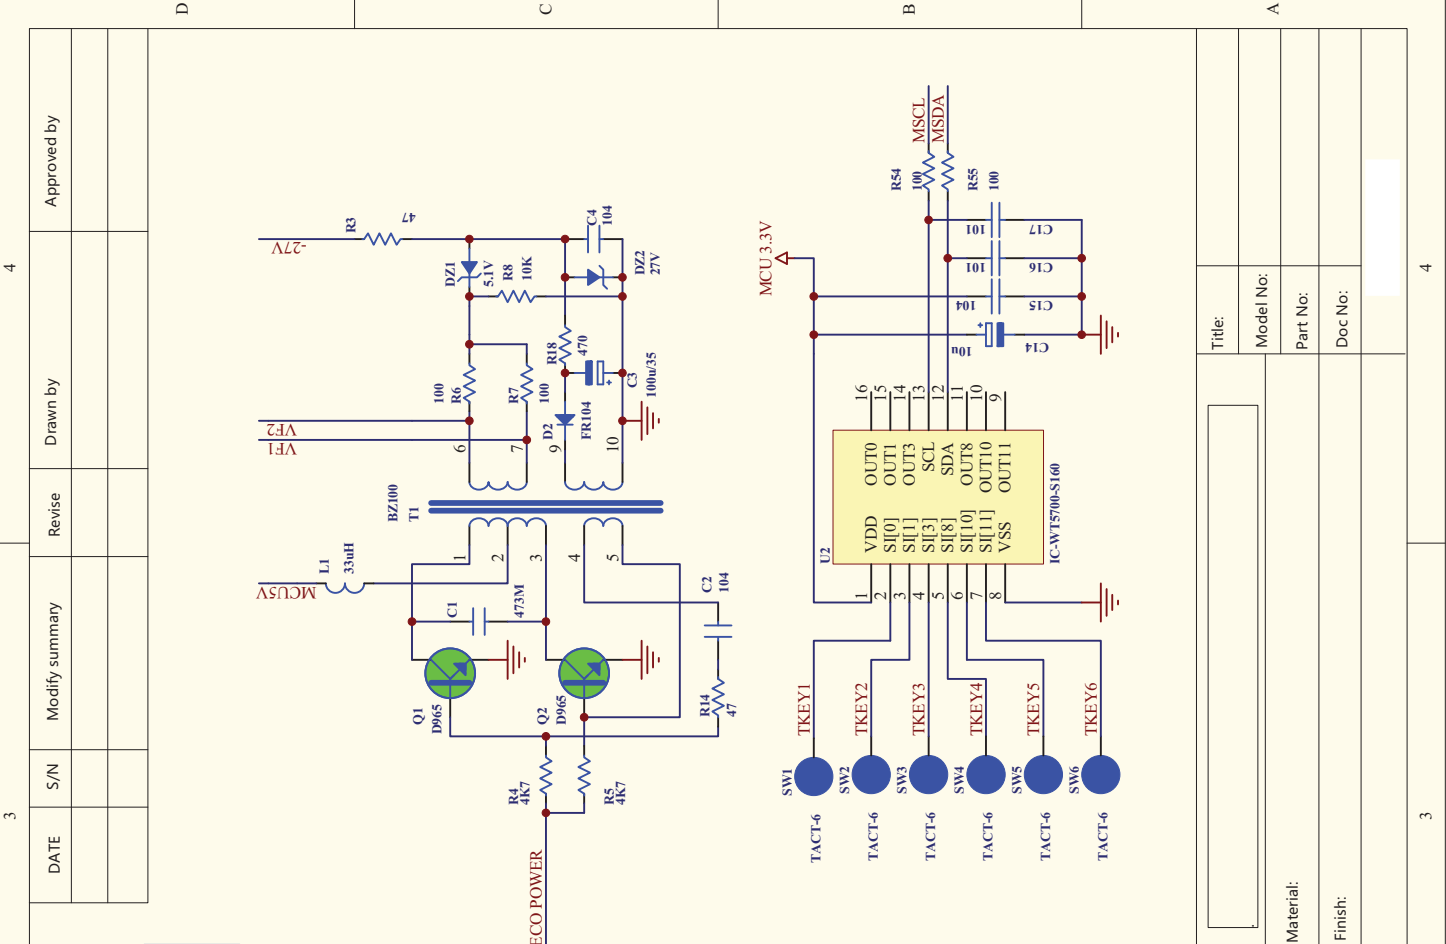 D
C
B
A
4
3
4
3
Approved by
Drawn by
Revise
Modify summary
S/N
DATE
-27V
R3
47
DZ1
5.1V
R8
10K
C4
104
DZ2
27V
R18
470
C3
100u/35
100
R6
R7
100
D2
FR104
VF2
VF1
6
7
9
10
BZ100
T1
1
2
3
4
5
L1
33uH
MCU5V
C1
473M
C2
104
Q1
D965
Q2
D965
R14
47
R4
4K7
R5
4K7
ECO POWER
MSCL
MSDA
R54
100
R55
100
MCU 3.3V
101
C17
101
C16
104
C15
10u
+
C14
+
16
15
14
13
12
11
10
9
OUT0
OUT1
OUT3
SCL
SDA
OUT8
OUT10
OUT11
VDD
SI[0]
SI[1]
SI[3]
SI[8]
SI[10]
SI[11]
VSS
U2
IC-WT5700-S160
1
2
3
4
5
6
7
8
TKEY1
TKEY2
TKEY3
TKEY4
TKEY5
TKEY6
SW1
SW2
SW3
SW4
SW5
SW6
TACT-6
TACT-6
TACT-6
TACT-6
TACT-6
TACT-6
Title:
Model No:
Part No:
Doc No:
Material:
Finish: